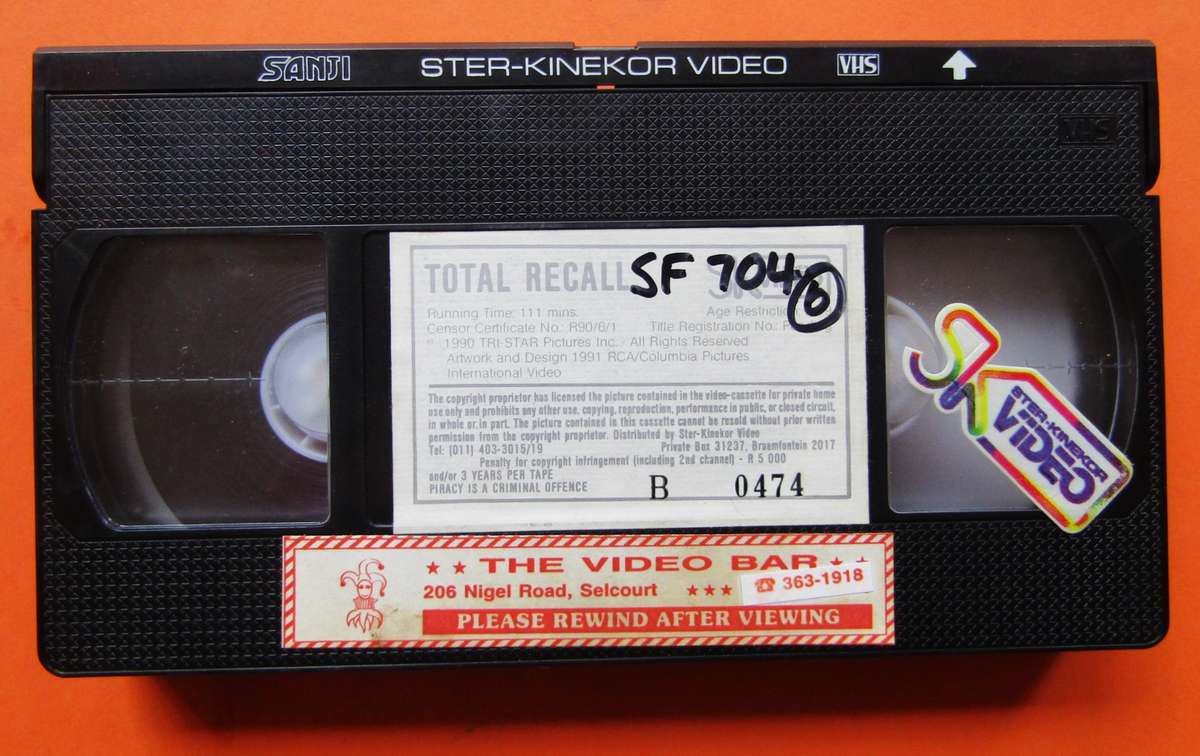 SANJI STER-KINEKOR VIDEO VHS
VHS
TOTAL RECALL SF 704 6
Running Time: 111 mins. Age
Censor Certificate No.: R90/6/1 Title Registration No.:
© 1990 TRI-STAR Pictures Inc. All Rights Reserved
Artwork and Design 1991 RCA/Columbia Pictures
International Video
The copyright proprietor has licensed the picture contained in the video-cassette for private home
use only and prohibits any other use, copying, reproduction, performance in public, or closed circuit,
in whole or in part. The picture contained in this cassette cannot be resold without prior written
permission from the copyright proprietor. Distributed by Ster-Kinekor Video
Tel: (011) 403-3015/19 Private Box 31237, Braamfontein 2017
Penalty for copyright infringement (including 2nd channel) - R 5 000
and/or 3 YEARS PER TAPE
PIRACY IS A CRIMINAL OFFENCE B 0474
SK
STER-KINEKOR
VIDEO
THE VIDEO BAR
206 Nigel Road, Selcourt 363-1918
PLEASE REWIND AFTER VIEWING